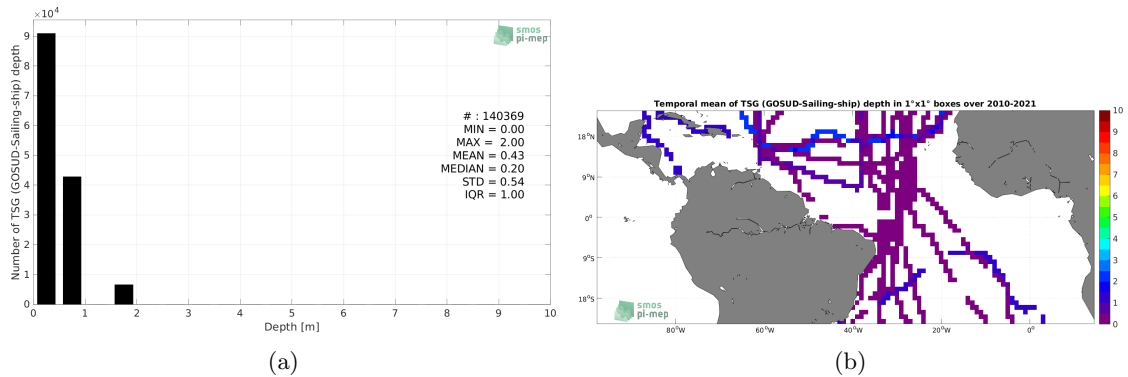 ×10⁴
9
8
7
6
5
4
3
2
1
0
Number of TSG (GOSUD-Sailing-ship) depth
smos
pi-mep
# : 140369
MIN = 0.00
MAX = 2.00
MEAN = 0.43
MEDIAN = 0.20
STD = 0.54
IQR = 1.00
0 1 2 3 4 5 6 7 8 9 10
Depth [m]
(a)
Temporal mean of TSG (GOSUD-Sailing-ship) depth in 1°x1° boxes over 2010-2021
18°N
9°N
0°
9°S
18°S
80°W 60°W 40°W 20°W 0°
smos
pi-mep
10
9
8
7
6
5
4
3
2
1
0
(b)